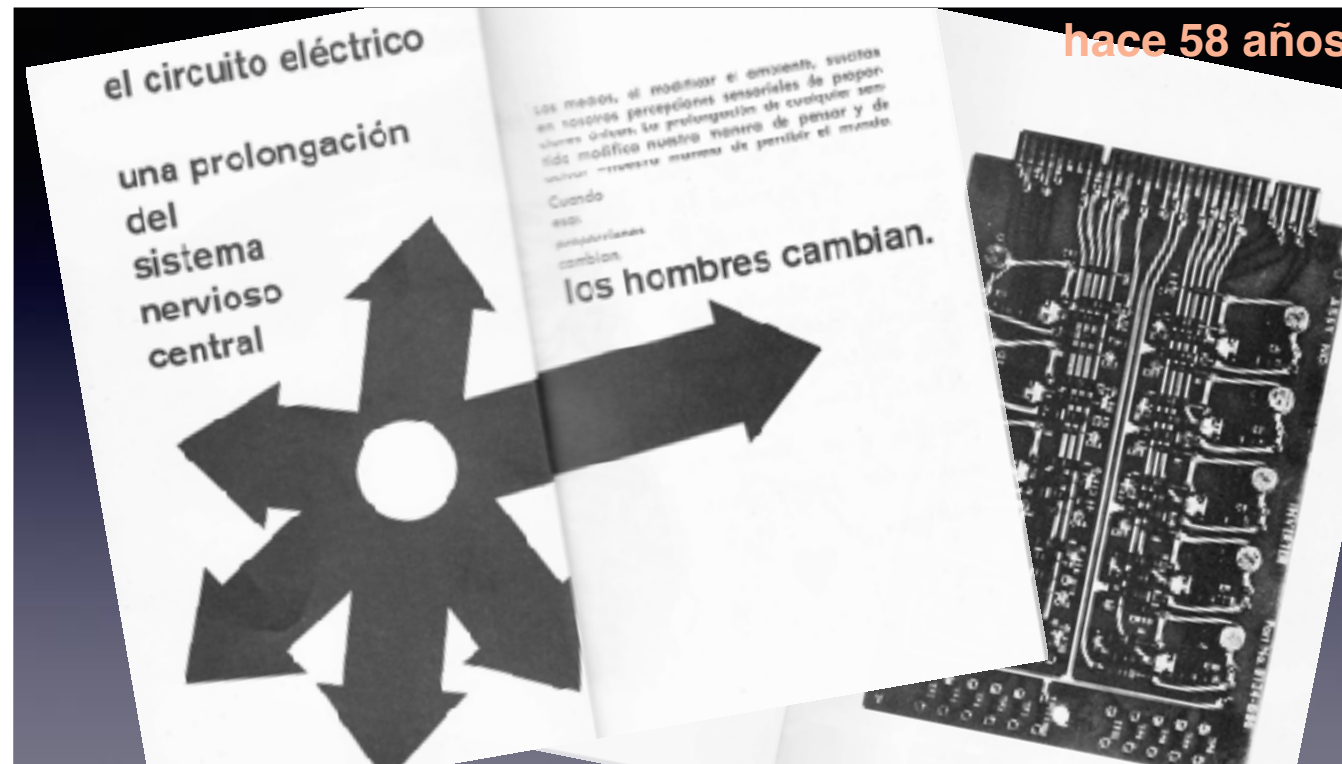 hace 58 años
el circuito eléctrico
una prolongación
del
sistema
nervioso
central
Los medios, al modificar el ambiente, suscitan
en nosotros percepciones sensoriales de propor-
ciones únicas. La prolongación de cualquier sen-
tido modifica nuestra manera de pensar y de
actuar —nuestra manera de percibir el mundo.
Cuando
esas
proporciones
cambian,
los hombres cambian.
INVERTER